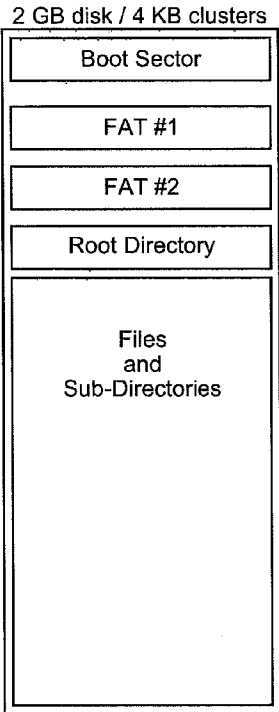 2 GB disk / 4 KB clusters
Boot Sector
FAT #1
FAT #2
Root Directory
Files
and
Sub-Directories